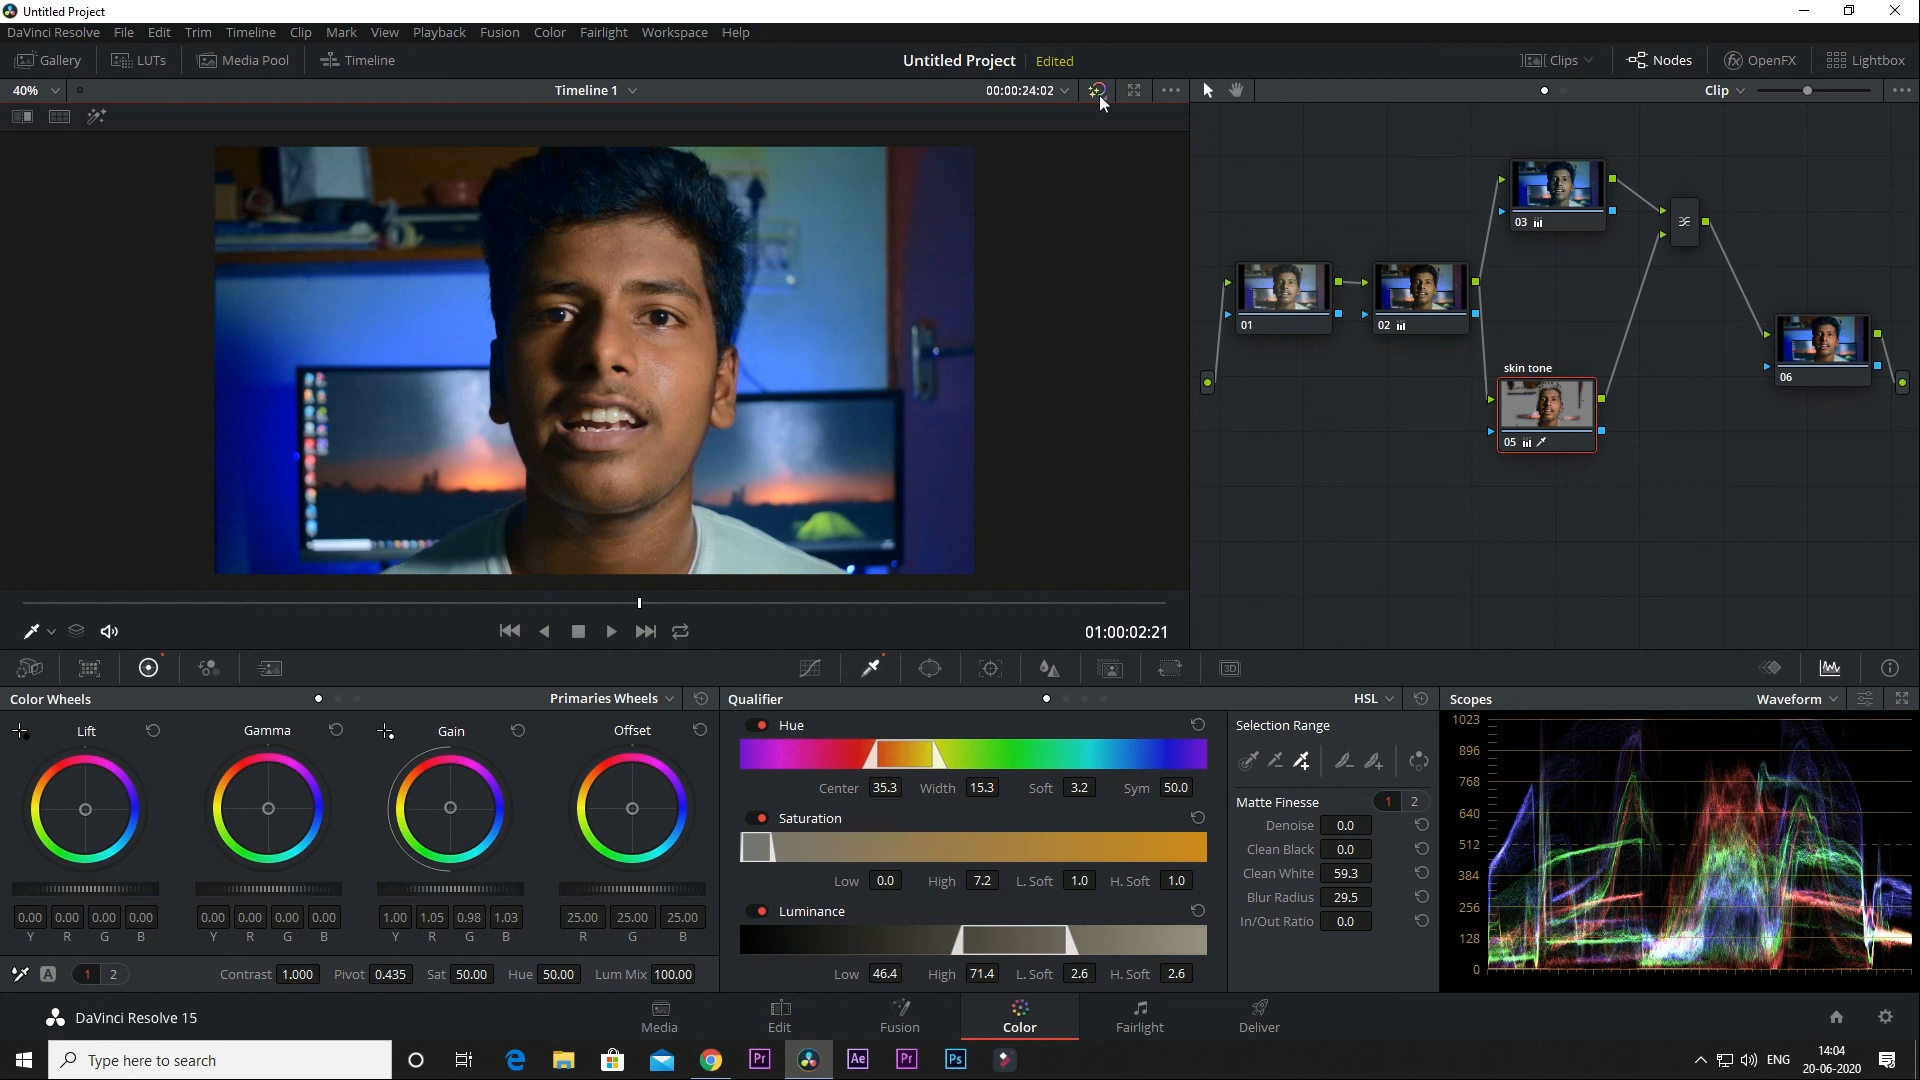 Untitled Project
DaVinci Resolve File Edit Trim Timeline Clip Mark View Playback Fusion Color Fairlight Workspace Help
Gallery LUTs Media Pool Timeline Untitled Project Edited Clips Nodes OpenFX Lightbox
40% Timeline 1 00:00:24:02 Clip
03
01
02
06
skin tone
05
01:00:02:21
3D
Color Wheels Primaries Wheels Qualifier HSL Scopes Waveform
Lift Gamma Gain Offset
0.00 0.00 0.00 0.00 0.00 0.00 0.00 0.00 1.00 1.05 0.98 1.03 25.00 25.00 25.00
Y R G B Y R G B Y R G B R G B
A 1 2 Contrast 1.000 Pivot 0.435 Sat 50.00 Hue 50.00 Lum Mix 100.00
Hue
Center 35.3 Width 15.3 Soft 3.2 Sym 50.0
Saturation
Low 0.0 High 7.2 L. Soft 1.0 H. Soft 1.0
Luminance
Low 46.4 High 71.4 L. Soft 2.6 H. Soft 2.6
Selection Range
Matte Finesse 1 2
Denoise 0.0
Clean Black 0.0
Clean White 59.3
Blur Radius 29.5
In/Out Ratio 0.0
1023
896
768
640
512
384
256
128
0
DaVinci Resolve 15 Media Edit Fusion Color Fairlight Deliver
Type here to search Pr Ae Pr Ps ENG 14:04
20-06-2020